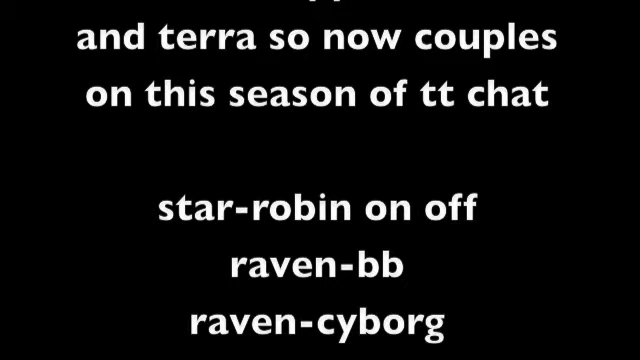 and terra so now couples
on this season of tt chat
star-robin on off
raven-bb
raven-cyborg